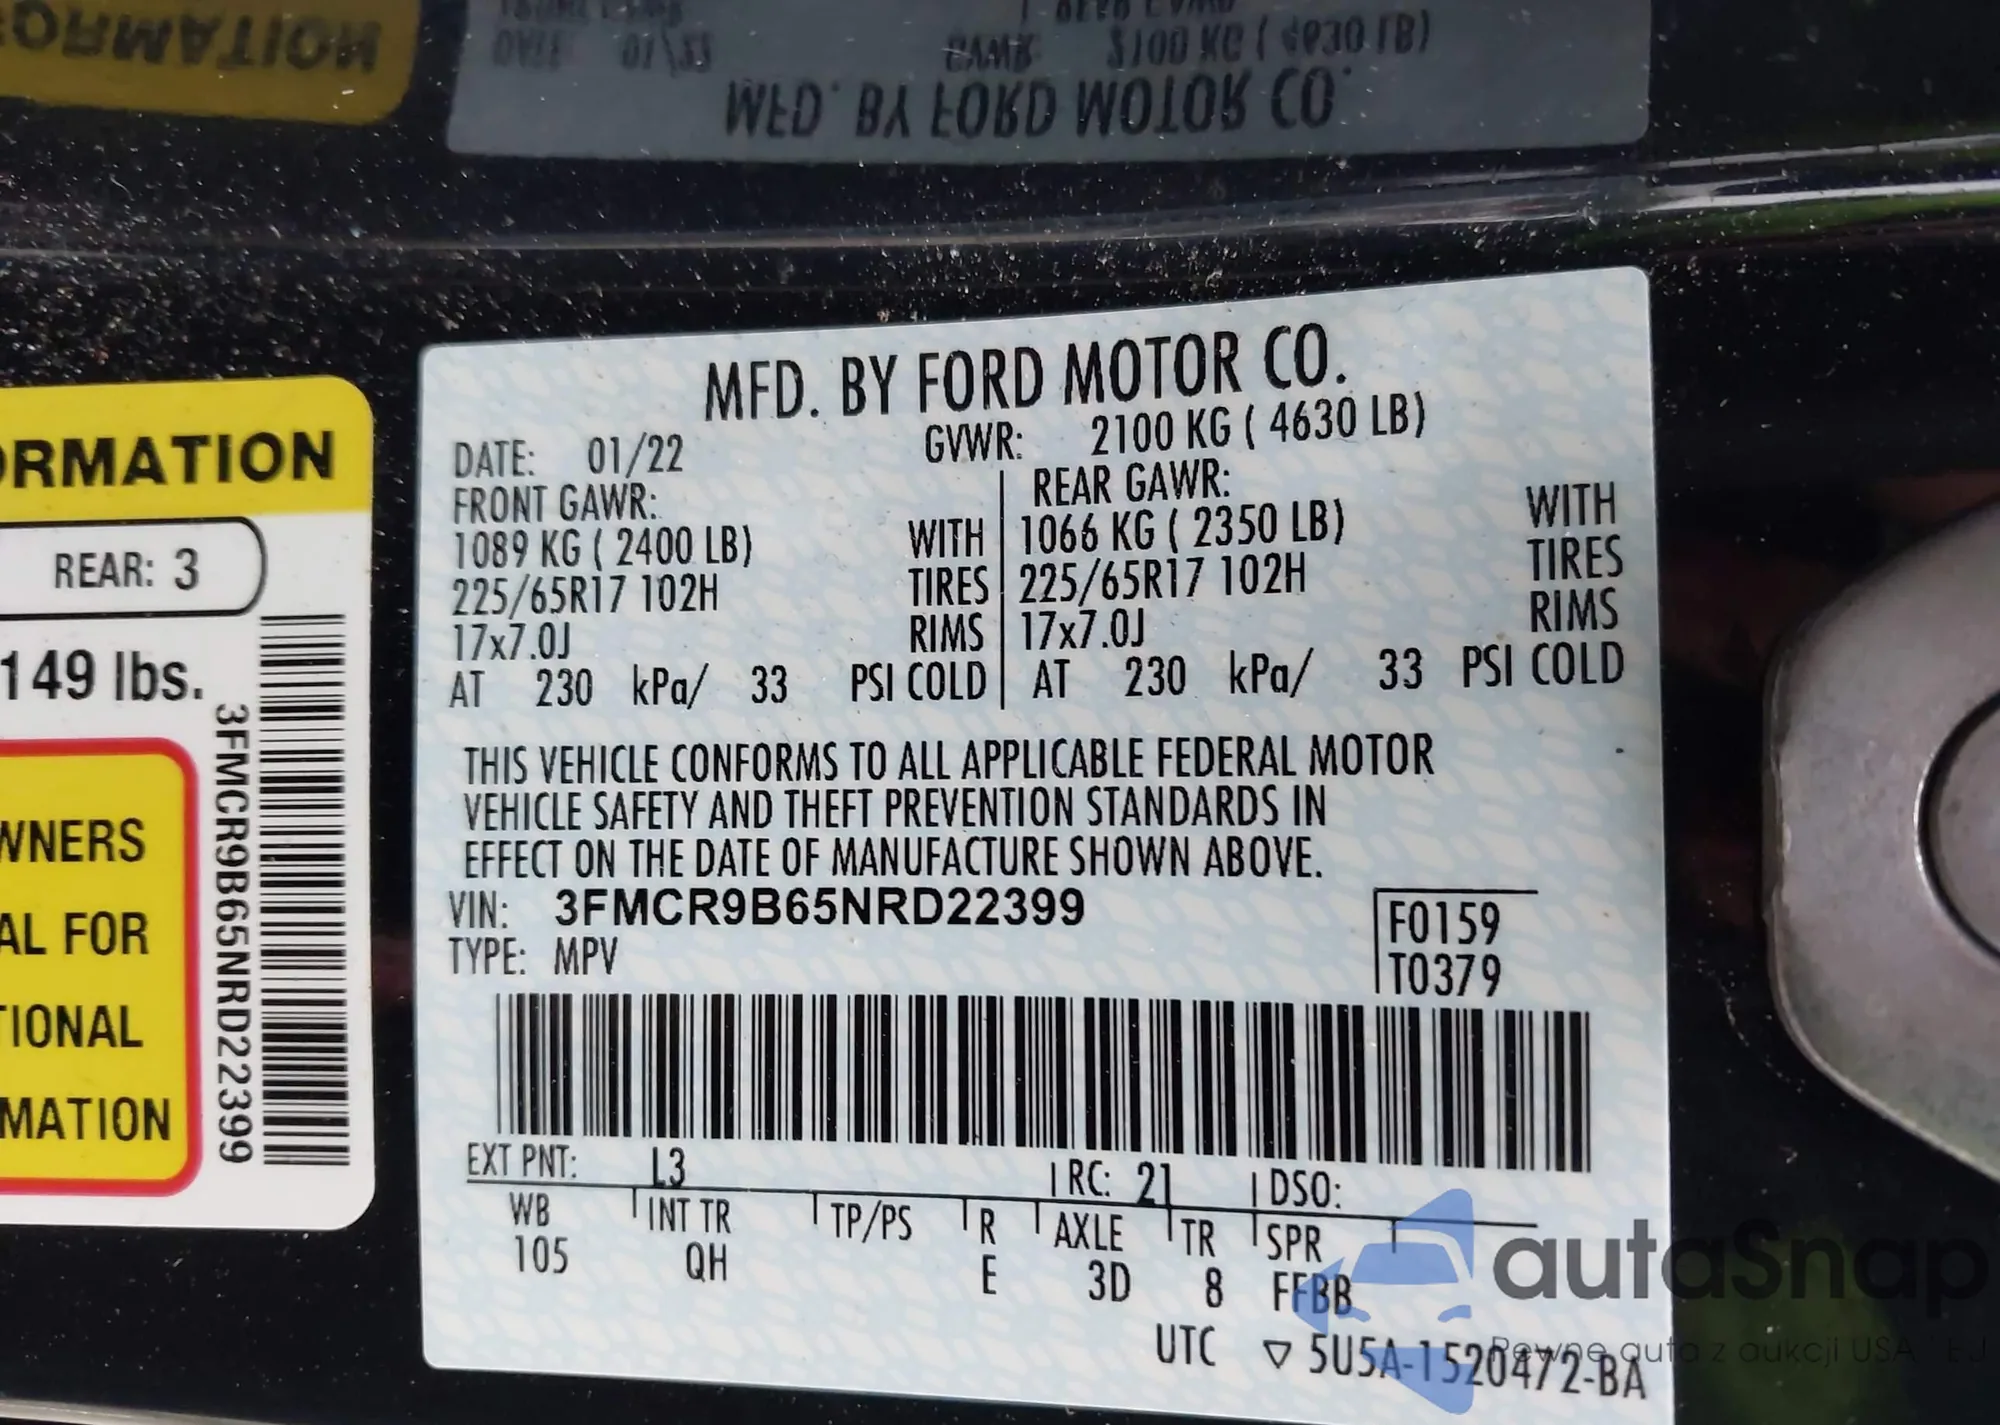 MFD. BY FORD MOTOR CO.
DATE: 01/22 GVWR: 2100 KG ( 4630 LB)
FRONT GAWR: REAR GAWR:
1089 KG ( 2400 LB) WITH 1066 KG ( 2350 LB) WITH
225/65R17 102H TIRES 225/65R17 102H TIRES
17x7.0J RIMS 17x7.0J RIMS
AT 230 kPa/ 33 PSI COLD AT 230 kPa/ 33 PSI COLD
THIS VEHICLE CONFORMS TO ALL APPLICABLE FEDERAL MOTOR
VEHICLE SAFETY AND THEFT PREVENTION STANDARDS IN
EFFECT ON THE DATE OF MANUFACTURE SHOWN ABOVE.
VIN: 3FMCR9B65NRD22399
TYPE: MPV
F0159
T0379
EXT PNT: L3 RC: 21 DSO:
WB INT TR TP/PS R AXLE TR SPR
105 QH E 3D 8 FFBB
UTC ▽ 5U5A-1520472-BA
ORMATION
REAR: 3
149 lbs.
3FMCR9B65NRD22399
WNERS
AL FOR
TIONAL
MATION
autaSnap
Pewne auta z aukcji USA